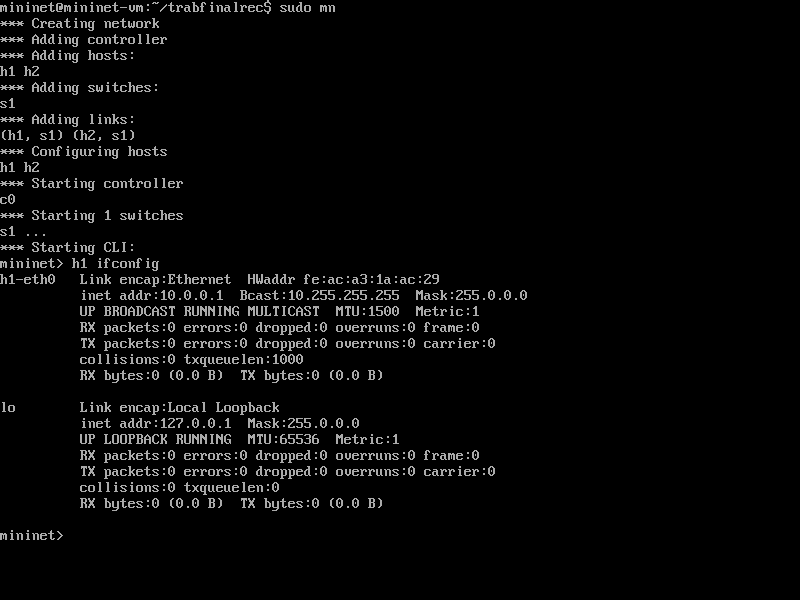 mininet@mininet-vm:~/trabfinalrec$ sudo mn
*** Creating network
*** Adding controller
*** Adding hosts:
h1 h2
*** Adding switches:
s1
*** Adding links:
(h1, s1) (h2, s1)
*** Configuring hosts
h1 h2
*** Starting controller
c0
*** Starting 1 switches
s1 ...
*** Starting CLI:
mininet> h1 ifconfig
h1-eth0   Link encap:Ethernet  HWaddr fe:ac:a3:1a:ac:29
          inet addr:10.0.0.1  Bcast:10.255.255.255  Mask:255.0.0.0
          UP BROADCAST RUNNING MULTICAST  MTU:1500  Metric:1
          RX packets:0 errors:0 dropped:0 overruns:0 frame:0
          TX packets:0 errors:0 dropped:0 overruns:0 carrier:0
          collisions:0 txqueuelen:1000
          RX bytes:0 (0.0 B)  TX bytes:0 (0.0 B)

lo        Link encap:Local Loopback
          inet addr:127.0.0.1  Mask:255.0.0.0
          UP LOOPBACK RUNNING  MTU:65536  Metric:1
          RX packets:0 errors:0 dropped:0 overruns:0 frame:0
          TX packets:0 errors:0 dropped:0 overruns:0 carrier:0
          collisions:0 txqueuelen:0
          RX bytes:0 (0.0 B)  TX bytes:0 (0.0 B)

mininet>